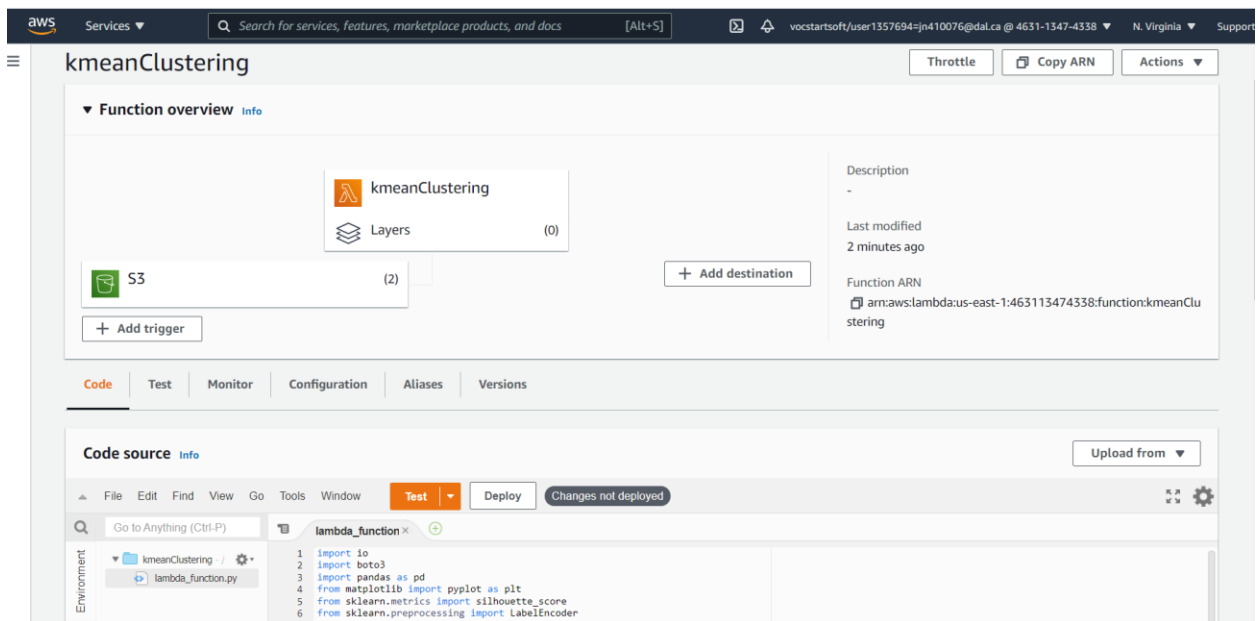 aws Services ▼ Search for services, features, marketplace products, and docs [Alt+S] vocstartsoft/user1357694=jn410076@dal.ca @ 4631-1347-4338 ▼ N. Virginia ▼ Support
kmeanClustering Throttle Copy ARN Actions ▼
▼ Function overview Info
kmeanClustering
Layers (0)
S3 (2)
+ Add trigger
+ Add destination
Description
-
Last modified
2 minutes ago
Function ARN
arn:aws:lambda:us-east-1:463113474338:function:kmeanClu
stering
Code Test Monitor Configuration Aliases Versions
Code source Info Upload from ▼
File Edit Find View Go Tools Window Test Deploy Changes not deployed
Go to Anything (Ctrl-P) lambda_function ×
Environment
kmeanClustering - /
lambda_function.py
1 import io
2 import boto3
3 import pandas as pd
4 from matplotlib import pyplot as plt
5 from sklearn.metrics import silhouette_score
6 from sklearn.preprocessing import LabelEncoder